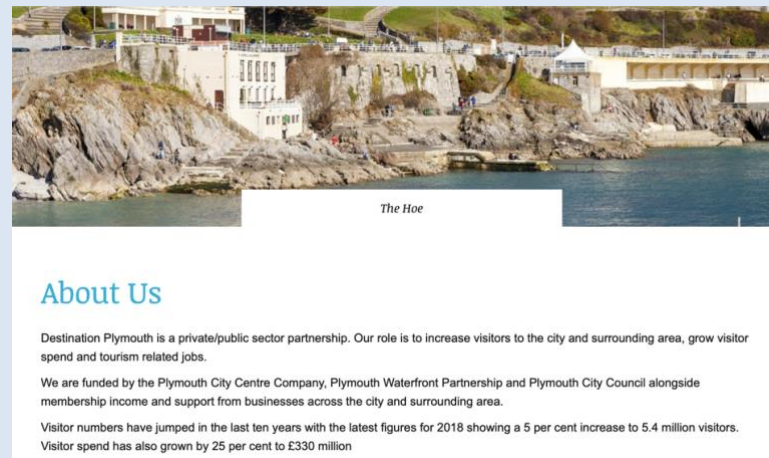 The Hoe
About Us
Destination Plymouth is a private/public sector partnership. Our role is to increase visitors to the city and surrounding area, grow visitor
spend and tourism related jobs.
We are funded by the Plymouth City Centre Company, Plymouth Waterfront Partnership and Plymouth City Council alongside
membership income and support from businesses across the city and surrounding area.
Visitor numbers have jumped in the last ten years with the latest figures for 2018 showing a 5 per cent increase to 5.4 million visitors.
Visitor spend has also grown by 25 per cent to £330 million